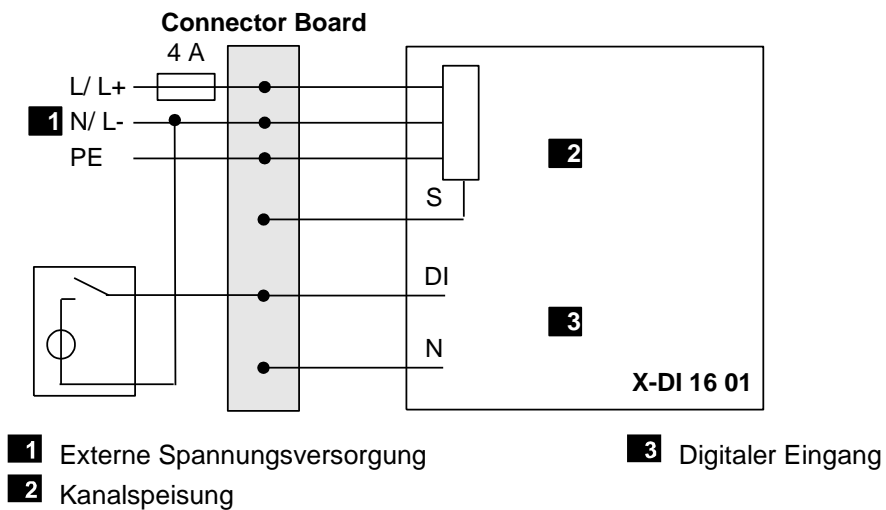 Connector Board
4 A
L/ L+
1 N/ L-
PE
2
S
DI
3
N
X-DI 16 01
1 Externe Spannungsversorgung
3 Digitaler Eingang
2 Kanalspeisung